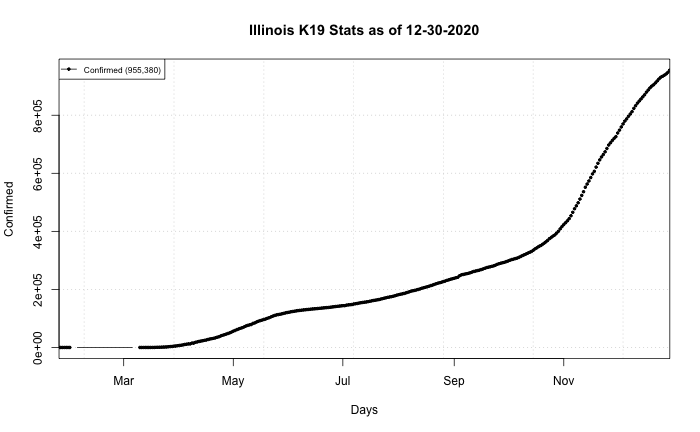 Illinois K19 Stats as of 12-30-2020
Confirmed (955,380)
Confirmed
8e+05
6e+05
4e+05
2e+05
0e+00
Mar May Jul Sep Nov
Days